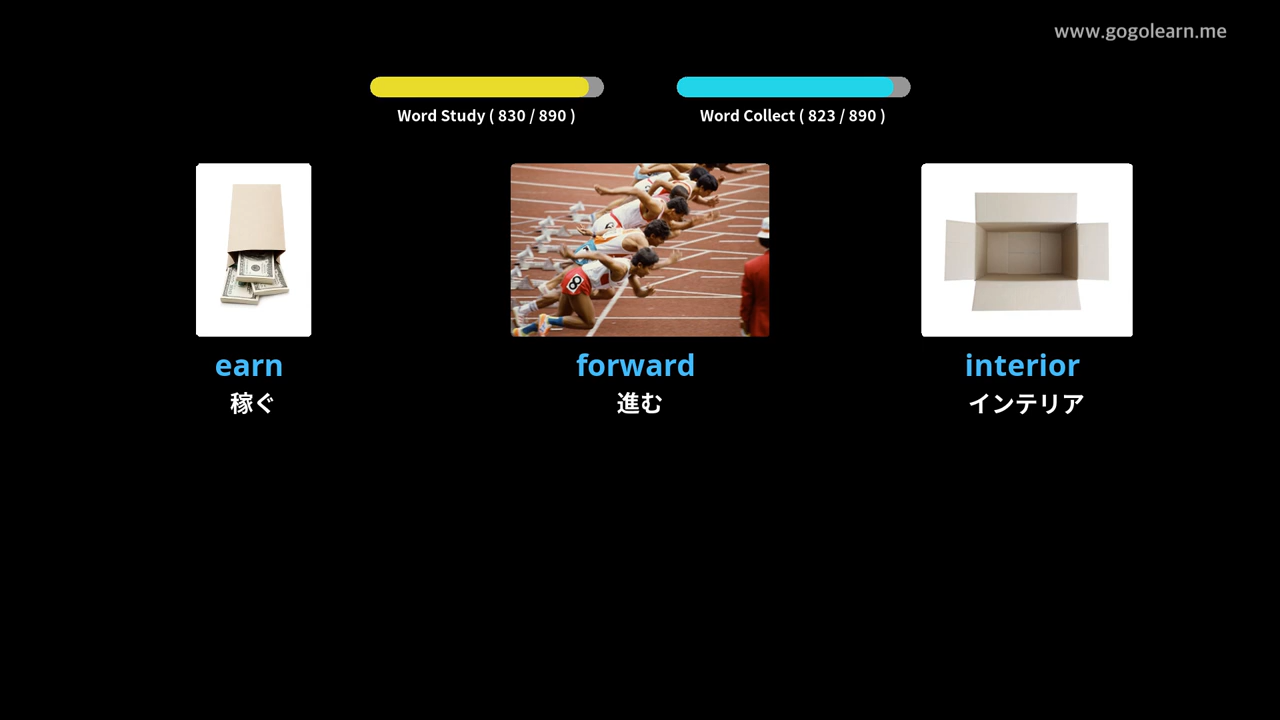 www.gogolearn.me
Word Study ( 830 / 890 )
Word Collect ( 823 / 890 )
earn
forward
interior
稼ぐ
進む
インテリア